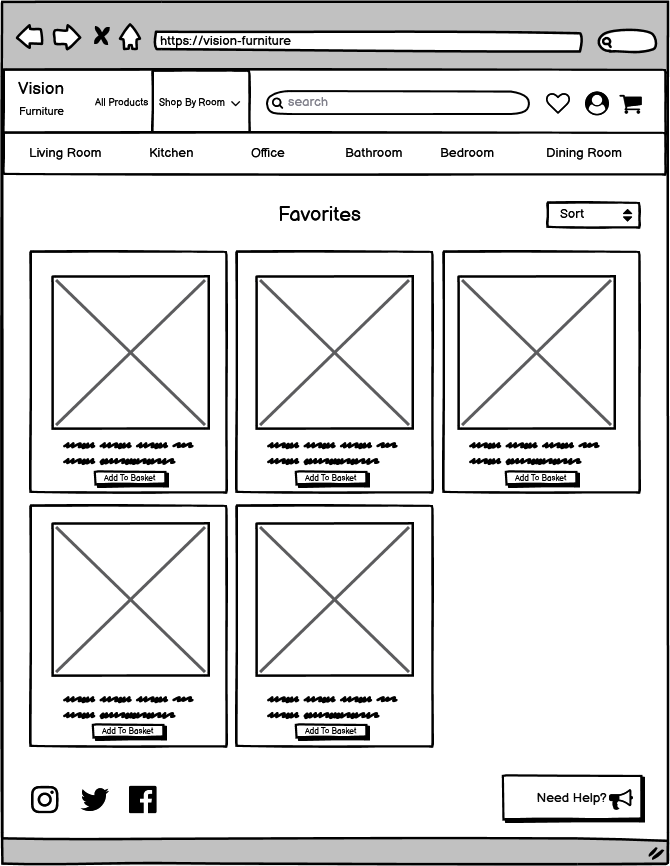 https://vision-furniture
Vision
Furniture
All Products
Shop By Room
search
Living Room
Kitchen
Office
Bathroom
Bedroom
Dining Room
Favorites
Sort
Add To Basket
Add To Basket
Add To Basket
Add To Basket
Add To Basket
Need Help?